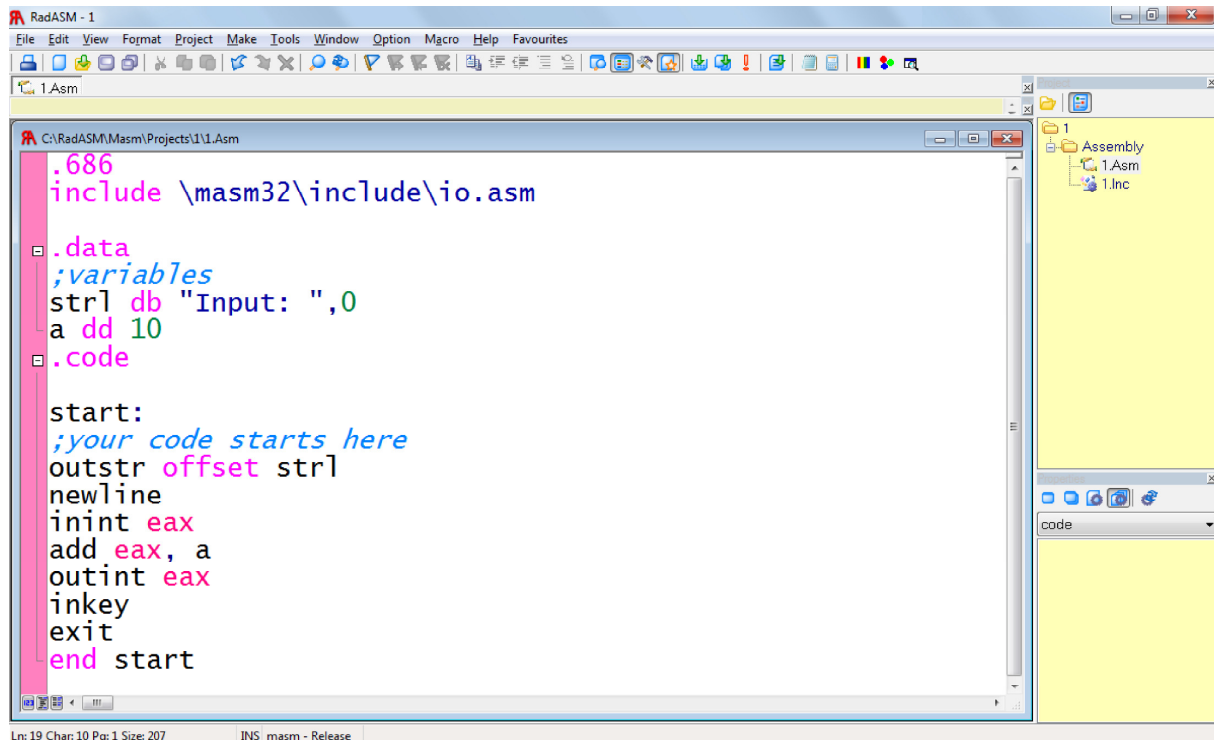 RadASM - 1
File Edit View Format Project Make Tools Window Option Macro Help Favourites
1.Asm
C:\RadASM\Masm\Projects\1\1.Asm
.686
include \masm32\include\io.asm
.data
;variables
strl db "Input: ",0
a dd 10
.code
start:
;your code starts here
outstr offset strl
newline
inint eax
add eax, a
outint eax
inkey
exit
end start
Ln: 19 Char: 10 Pg: 1 Size: 207 INS masm - Release
1
Assembly
1.Asm
1.Inc
code